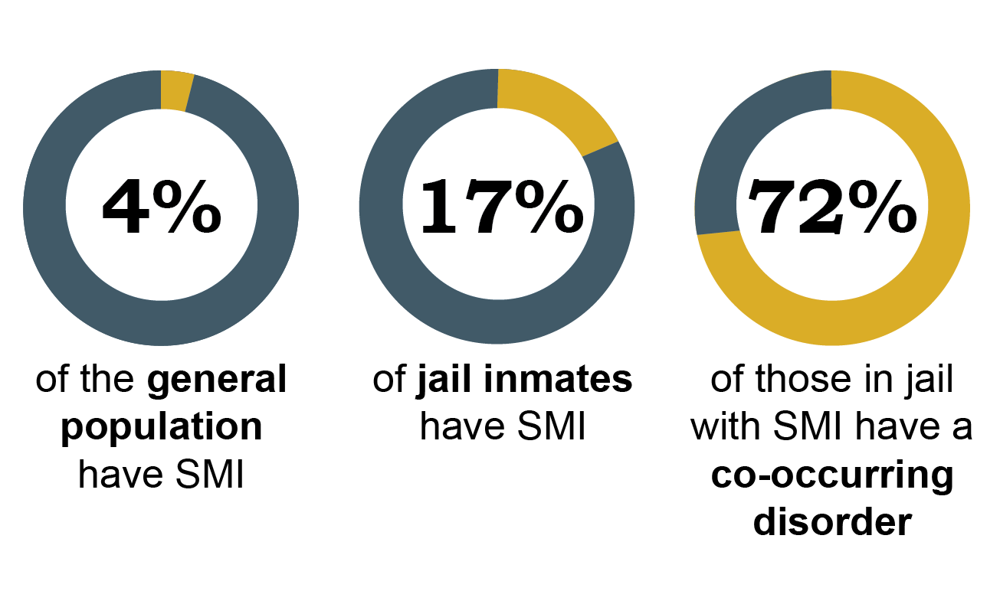 4%
of the general
population
have SMI
17%
of jail inmates
have SMI
72%
of those in jail
with SMI have a
co-occurring
disorder